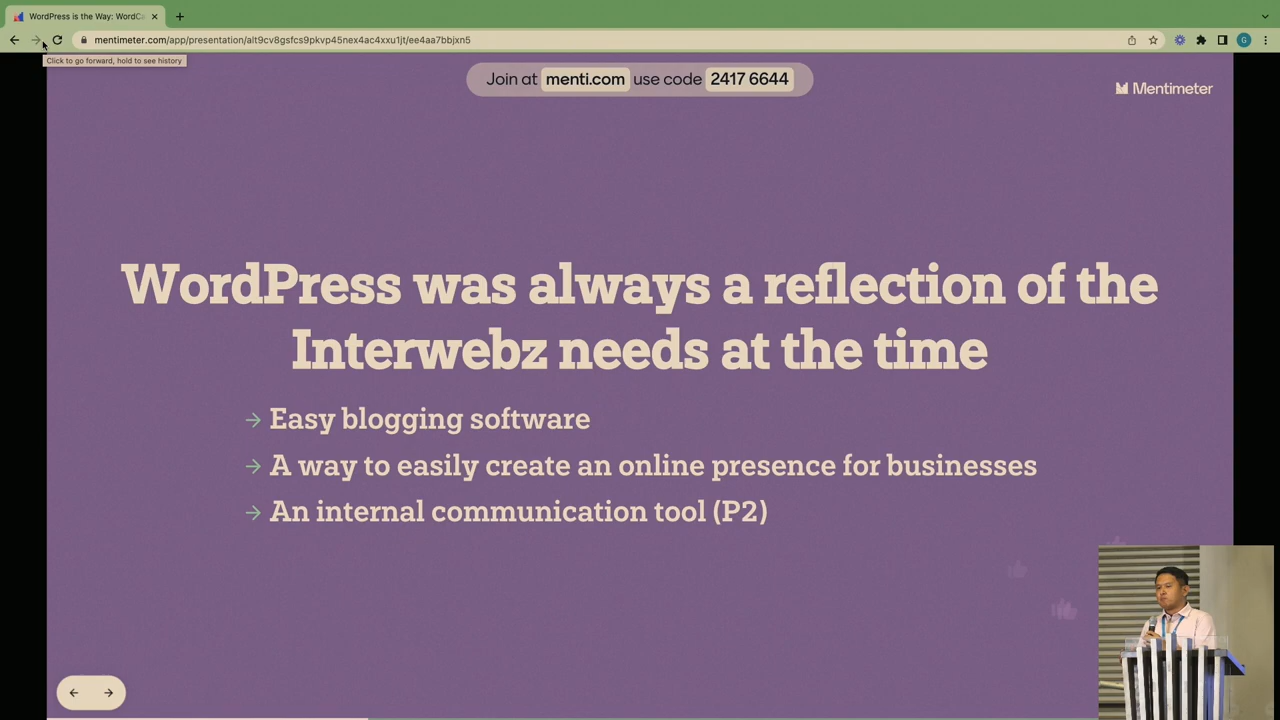 WordPress is the Way: WordCa
mentimeter.com/app/presentation/alt9cv8gsfcs9pkvp45nex4ac4xxu1jt/ee4aa7bbjxn5
G
Click to go forward, hold to see history
Join at menti.com use code 2417 6644
Mentimeter
WordPress was always a reflection of the
Interwebz needs at the time
→ Easy blogging software
→ A way to easily create an online presence for businesses
→ An internal communication tool (P2)